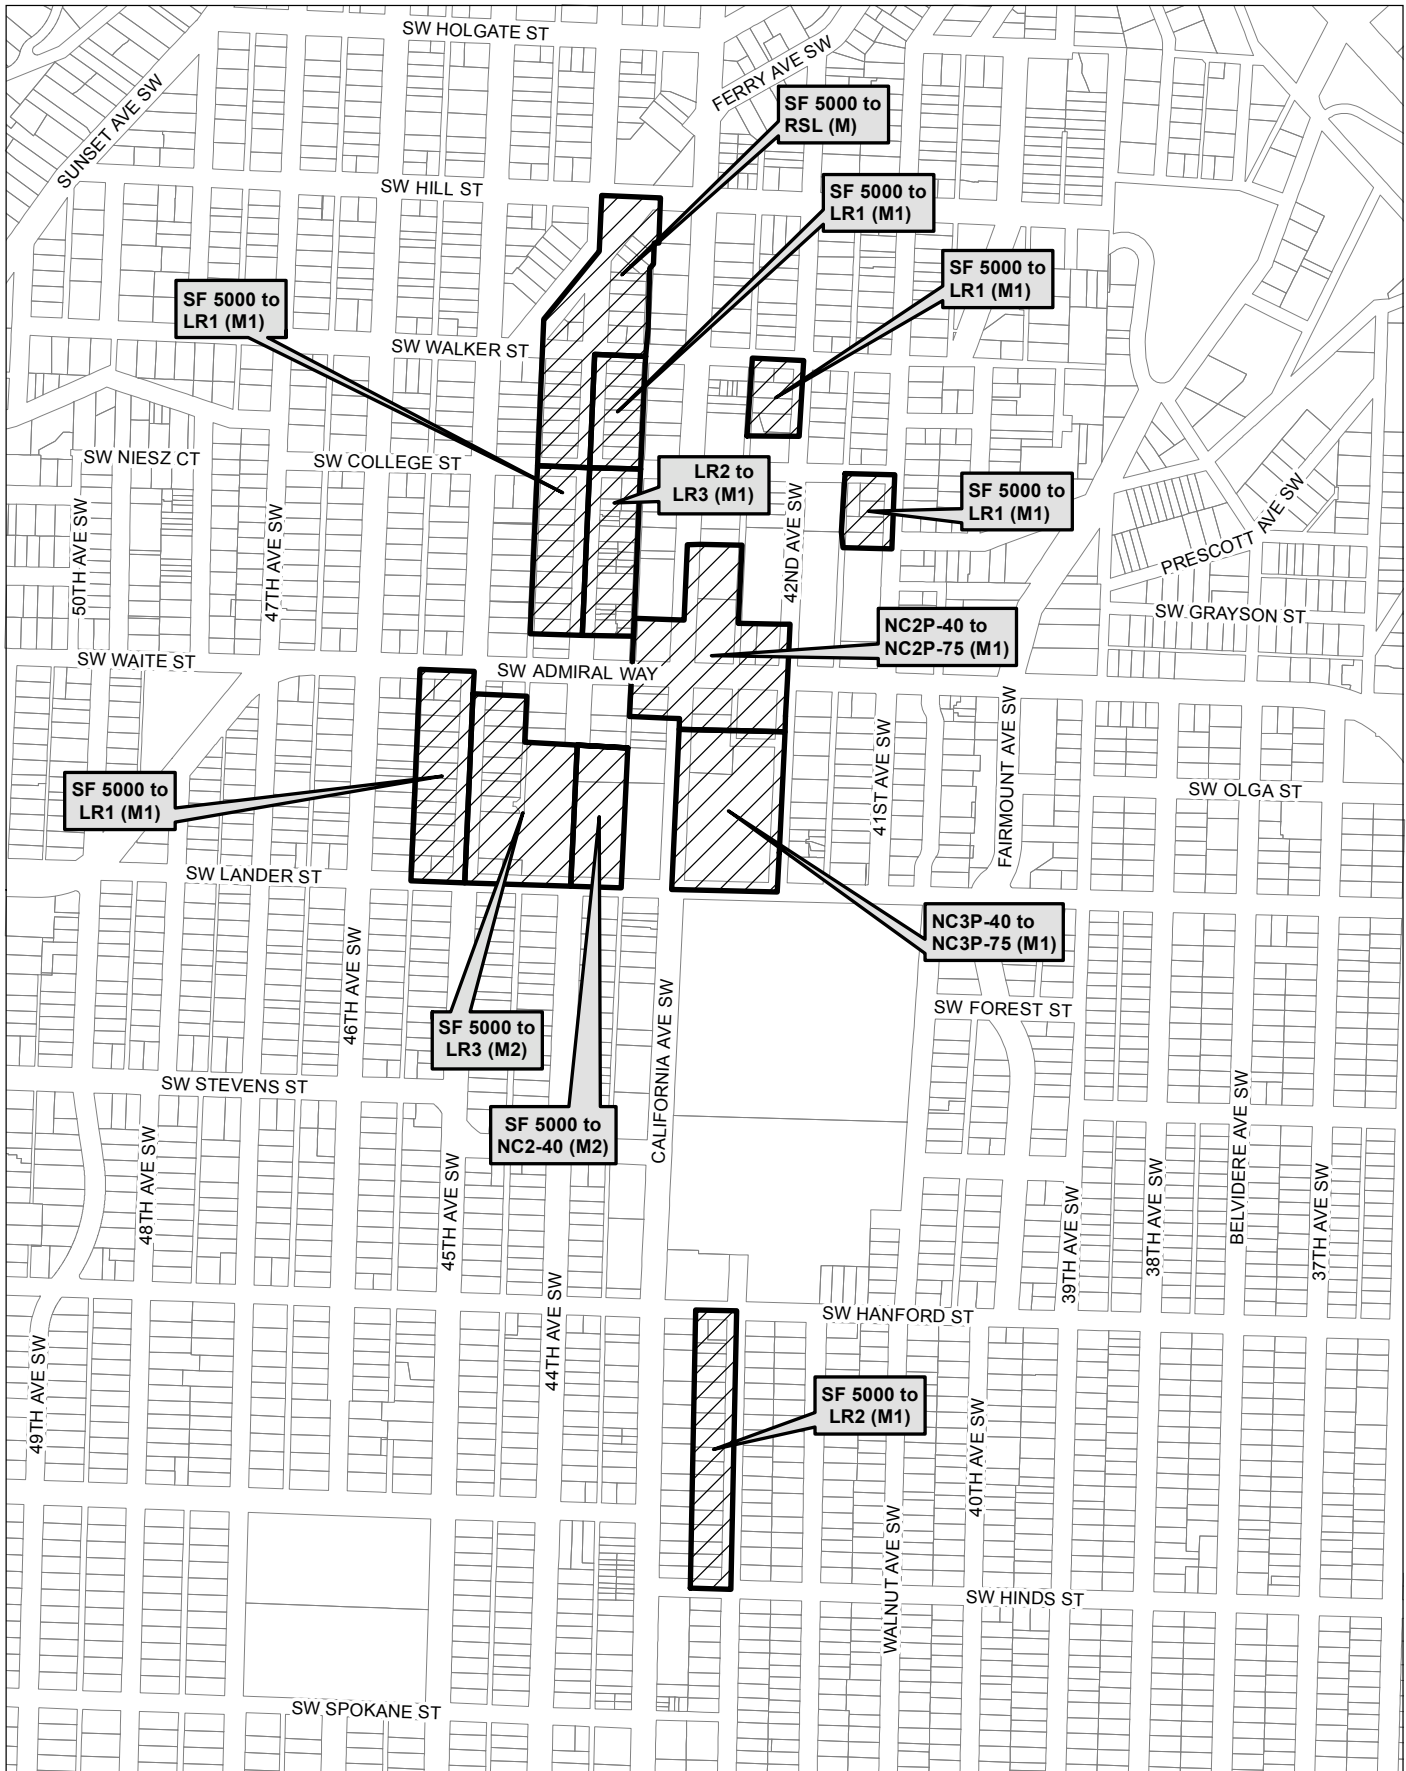 SW HOLGATE ST
FERRY AVE SW
SUNSET AVE SW
SF 5000 to
RSL (M)
SW HILL ST
SF 5000 to
LR1 (M1)
SF 5000 to
LR1 (M1)
SF 5000 to
LR1 (M1)
SW WALKER ST
SW NIESZ CT
SW COLLEGE ST
LR2 to
LR3 (M1)
SF 5000 to
LR1 (M1)
50TH AVE SW
47TH AVE SW
42ND AVE SW
PRESCOTT AVE SW
SW GRAYSON ST
NC2P-40 to
NC2P-75 (M1)
SW WAITE ST
SW ADMIRAL WAY
41ST AVE SW
FAIRMOUNT AVE SW
SF 5000 to
LR1 (M1)
SW OLGA ST
SW LANDER ST
NC3P-40 to
NC3P-75 (M1)
46TH AVE SW
CALIFORNIA AVE SW
SW FOREST ST
SF 5000 to
LR3 (M2)
SW STEVENS ST
SF 5000 to
NC2-40 (M2)
48TH AVE SW
45TH AVE SW
39TH AVE SW
38TH AVE SW
BELVIDERE AVE SW
37TH AVE SW
44TH AVE SW
SW HANFORD ST
49TH AVE SW
SF 5000 to
LR2 (M1)
40TH AVE SW
WALNUT AVE SW
SW HINDS ST
SW SPOKANE ST